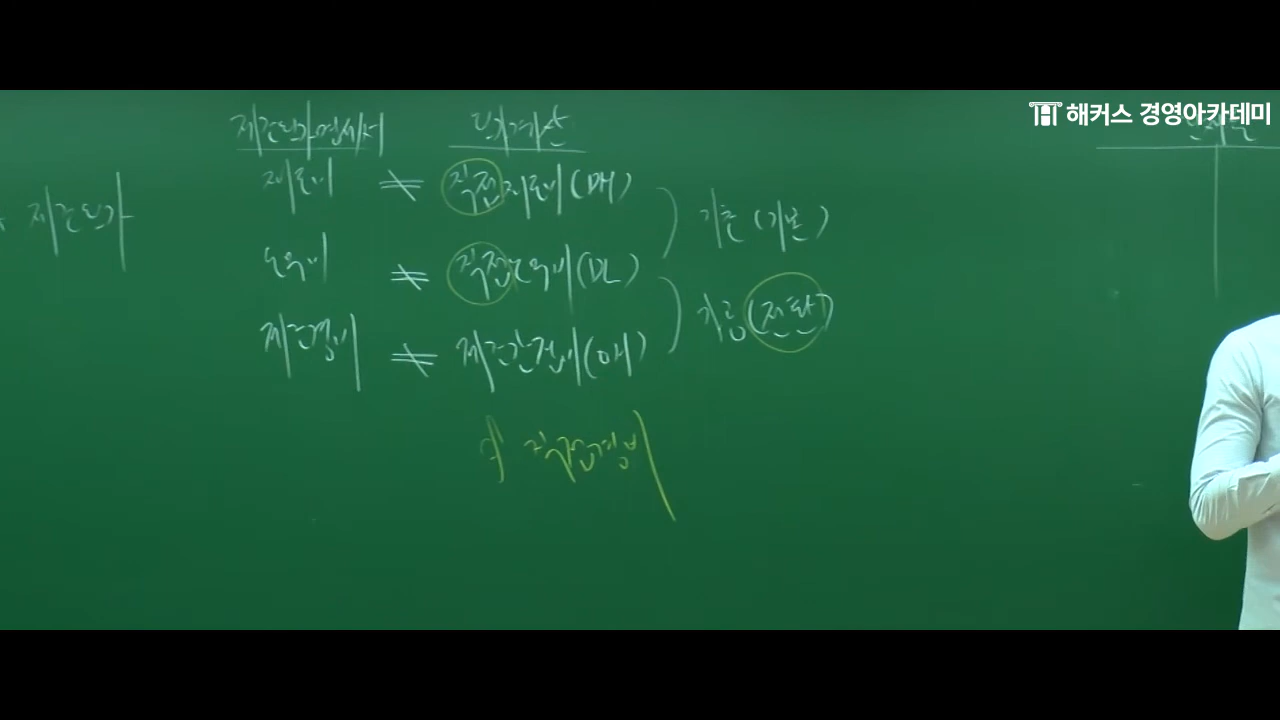 해커스 경영아카데미
제조원가명세서 원가계산
재료비 ≠ 직접재료비(DM)
기초(기본)
제조원가
노무비 ≠ 직접노무비(DL)
가공(전환)
제조경비 ≠ 제조간접비(OH)
직접경비